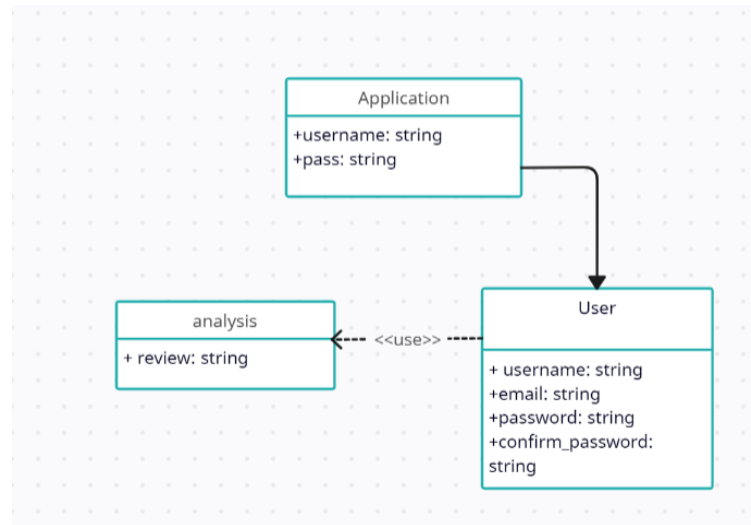 Application
+username: string
+pass: string
analysis
+ review: string
<<use>>
User
+ username: string
+email: string
+password: string
+confirm_password:
string